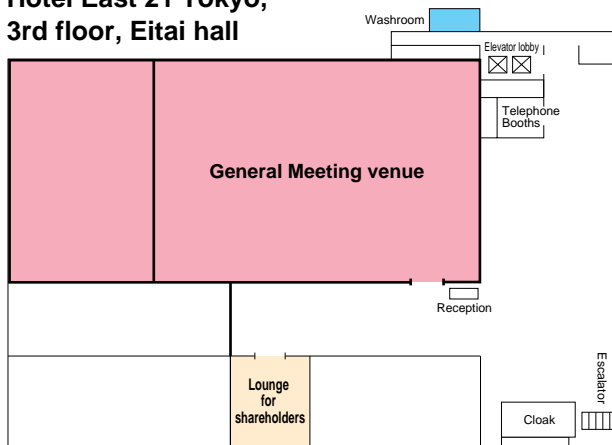 Hotel East 21 Tokyo,
3rd floor, Eitai hall
Washroom
Elevator lobby
Telephone
Booths
General Meeting venue
Reception
Escalator
Lounge
for
shareholders
Cloak